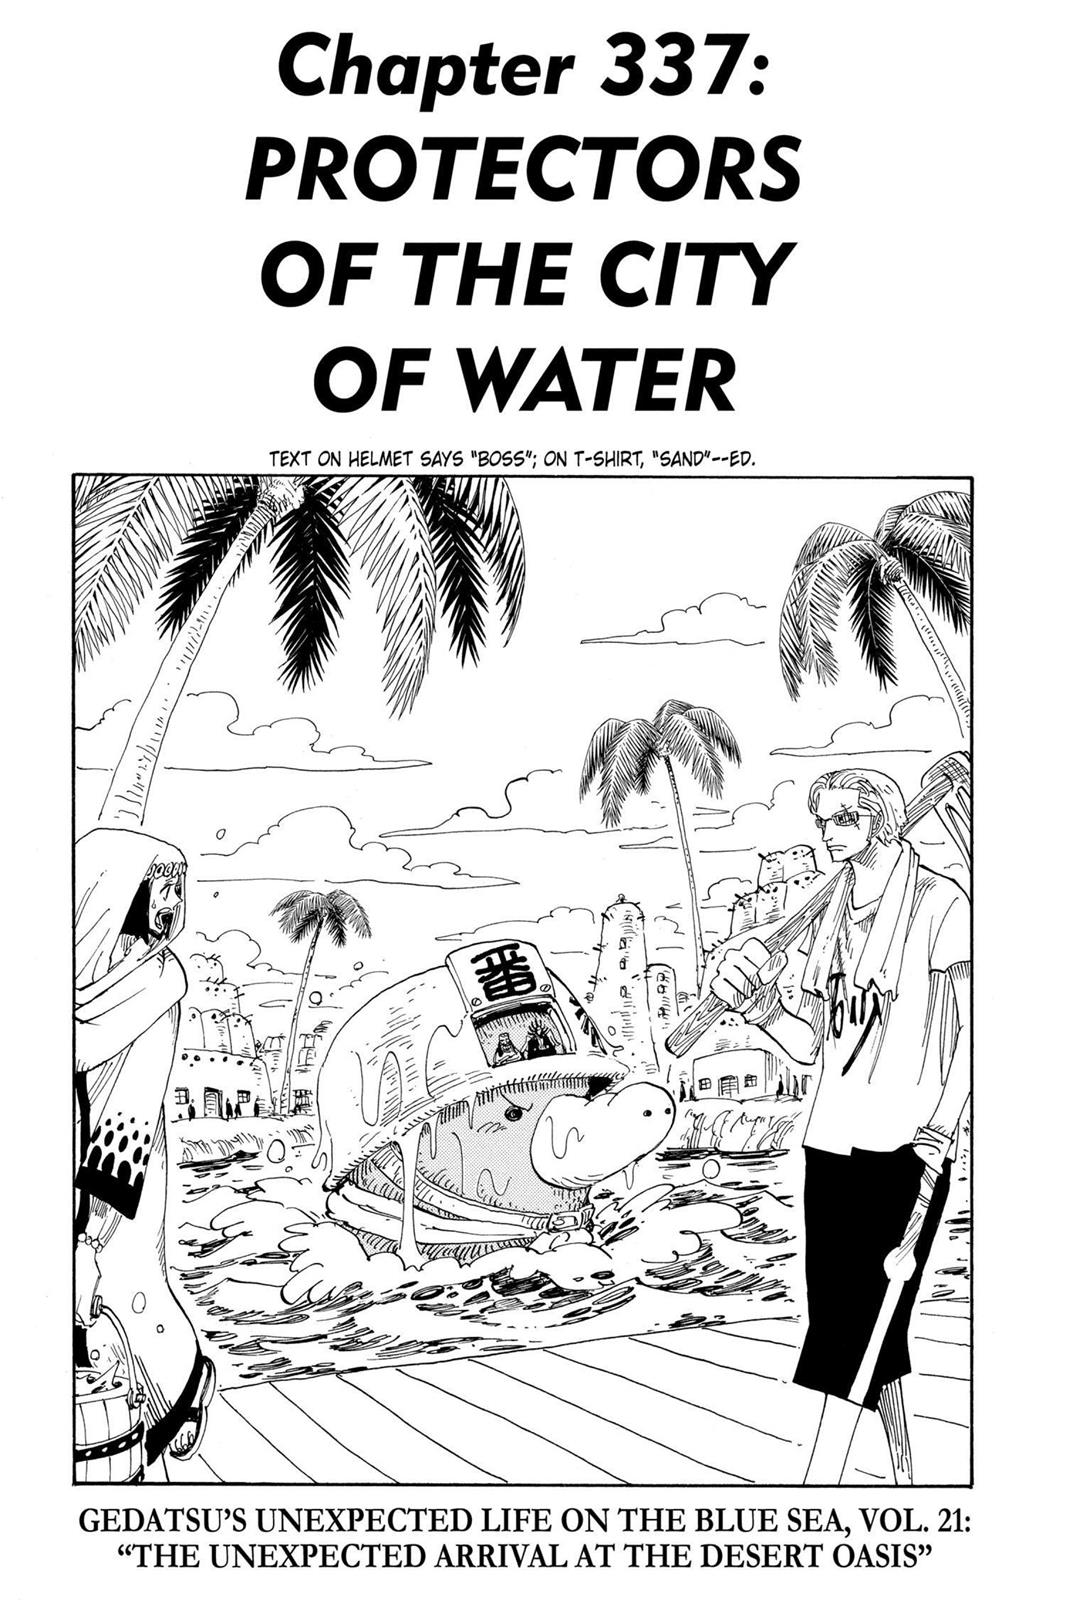 Chapter 337:
PROTECTORS
OF THE CITY
OF WATER
TEXT ON HELMET SAYS "BOSS"; ON T-SHIRT, "SAND"--ED.
番
GEDATSU'S UNEXPECTED LIFE ON THE BLUE SEA, VOL. 21:
"THE UNEXPECTED ARRIVAL AT THE DESERT OASIS"